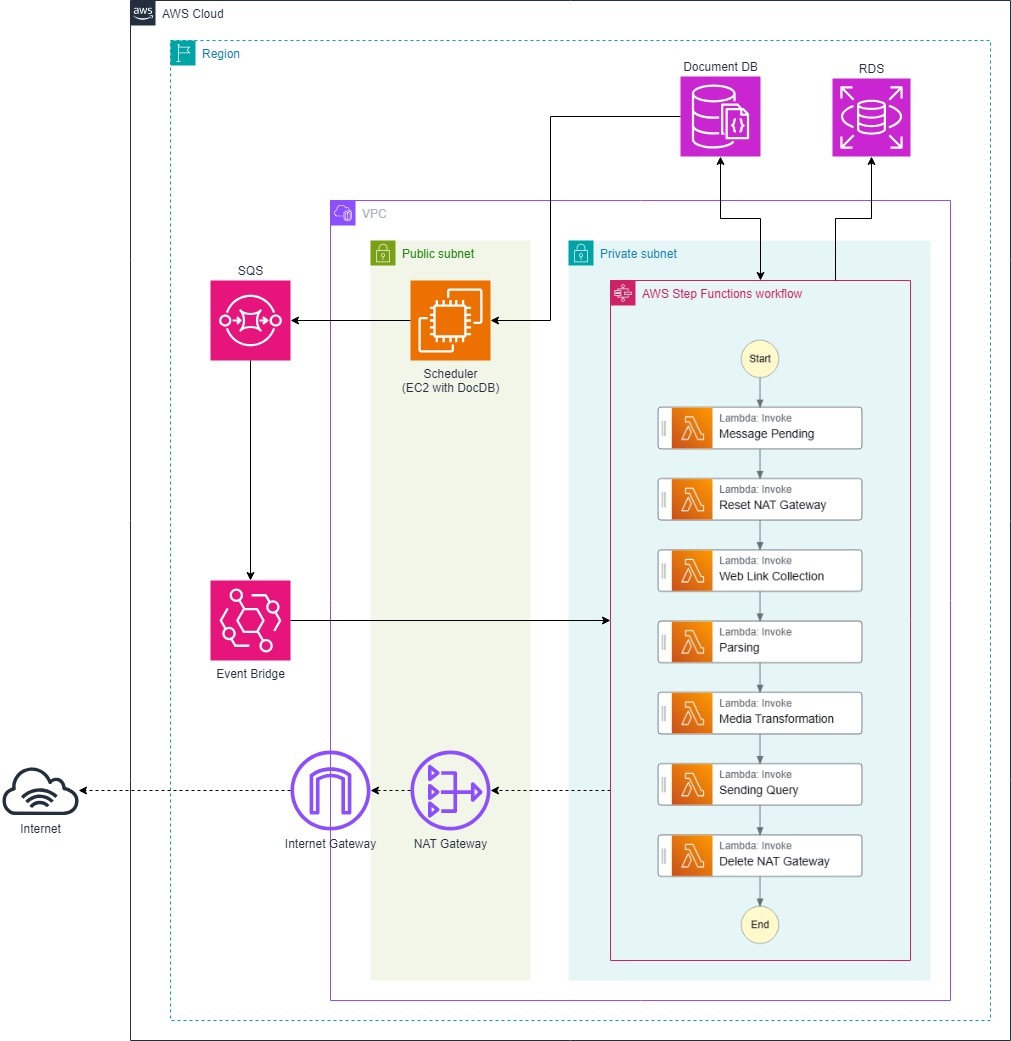 aws
AWS Cloud
Region
Document DB
RDS
VPC
Public subnet
Private subnet
SQS
AWS Step Functions workflow
Scheduler
(EC2 with DocDB)
Start
Lambda: Invoke
Message Pending
Lambda: Invoke
Reset NAT Gateway
Lambda: Invoke
Web Link Collection
Event Bridge
Lambda: Invoke
Parsing
Lambda: Invoke
Media Transformation
Lambda: Invoke
Sending Query
Internet
Internet Gateway
NAT Gateway
Lambda: Invoke
Delete NAT Gateway
End